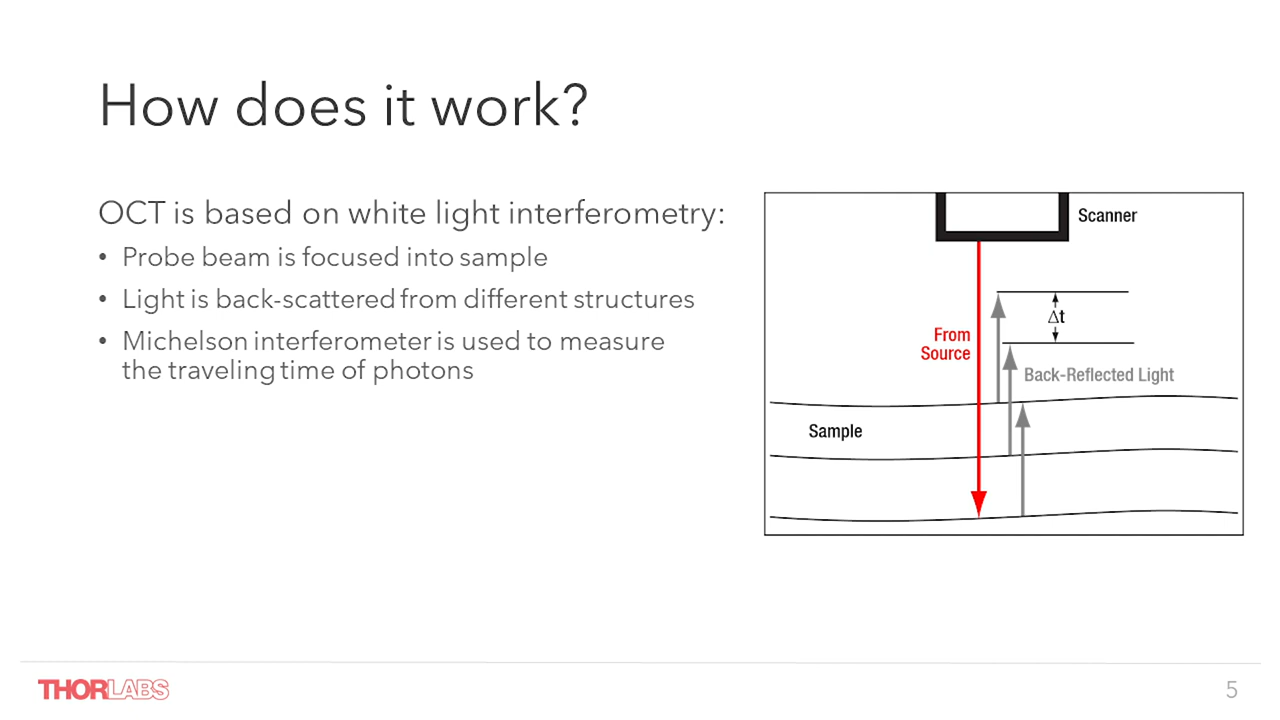 How does it work?
OCT is based on white light interferometry:
• Probe beam is focused into sample
• Light is back-scattered from different structures
• Michelson interferometer is used to measure
the traveling time of photons
Scanner
Δt
From
Source
Back-Reflected Light
Sample
THORLABS
5